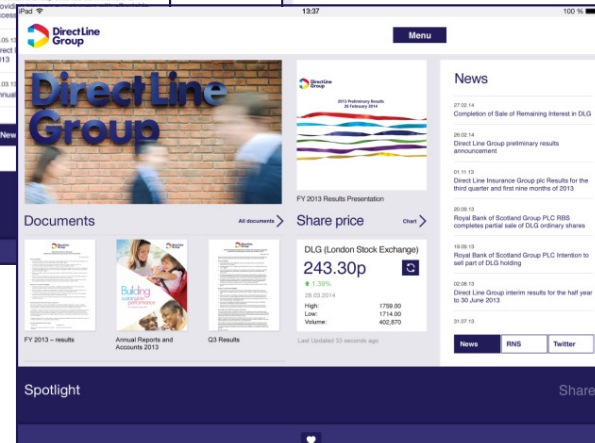 iPad
13:37
100 %
Direct Line
Group
Menu
Direct Line
Group
DirectLine
Group
2013 Preliminary Results
26 February 2014
FY 2013 Results Presentation
News
27.02.14
Completion of Sale of Remaining Interest in DLG
26.02.14
Direct Line Group preliminary results
announcement
01.11.13
Direct Line Insurance Group plc Results for the
third quarter and first nine months of 2013
20.09.13
Royal Bank of Scotland Group PLC RBS
completes partial sale of DLG ordinary shares
19.09.13
Royal Bank of Scotland Group PLC Intention to
sell part of DLG holding
02.08.13
Direct Line Group interim results for the half year
to 30 June 2013
31.07.13
News
RNS
Twitter
Documents
All documents
Building
performance
FY 2013 – results
Annual Reports and
Accounts 2013
Q3 Results
Share price
Chart
DLG (London Stock Exchange)
243.30p
1.39%
28.03.2014
High: 1759.00
Low: 1714.00
Volume: 402,870
Last Updated 33 seconds ago
Spotlight
Share